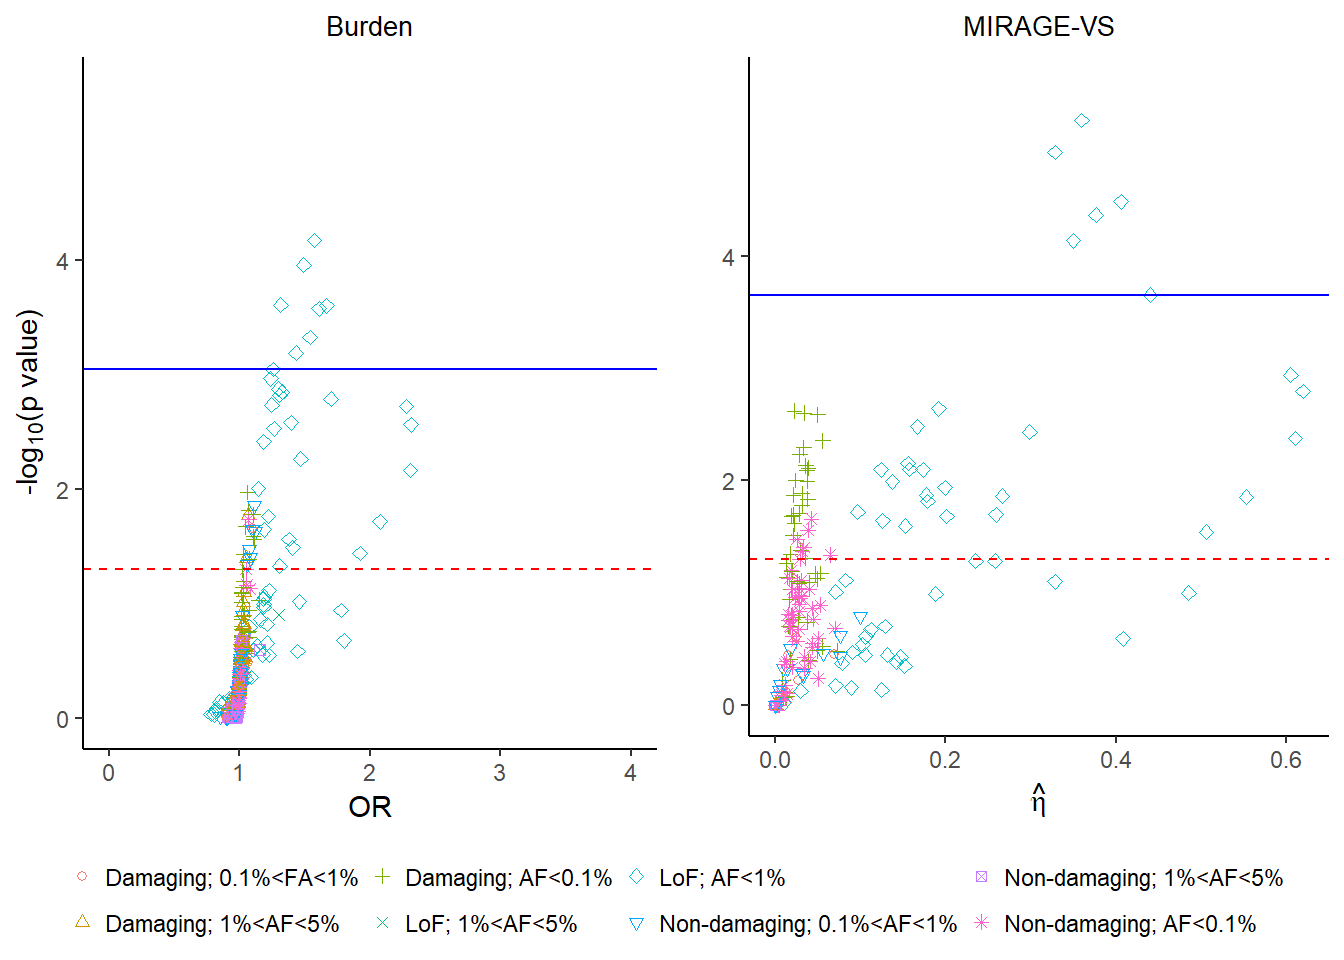 Burden
MIRAGE-VS
-log10(p value)
4
2
0
0 1 2 3 4
OR
4
2
0
0.0 0.2 0.4 0.6
η̂
Damaging; 0.1%<FA<1%
Damaging; AF<0.1%
LoF; AF<1%
Non-damaging; 1%<AF<5%
Damaging; 1%<AF<5%
LoF; 1%<AF<5%
Non-damaging; 0.1%<AF<1%
Non-damaging; AF<0.1%